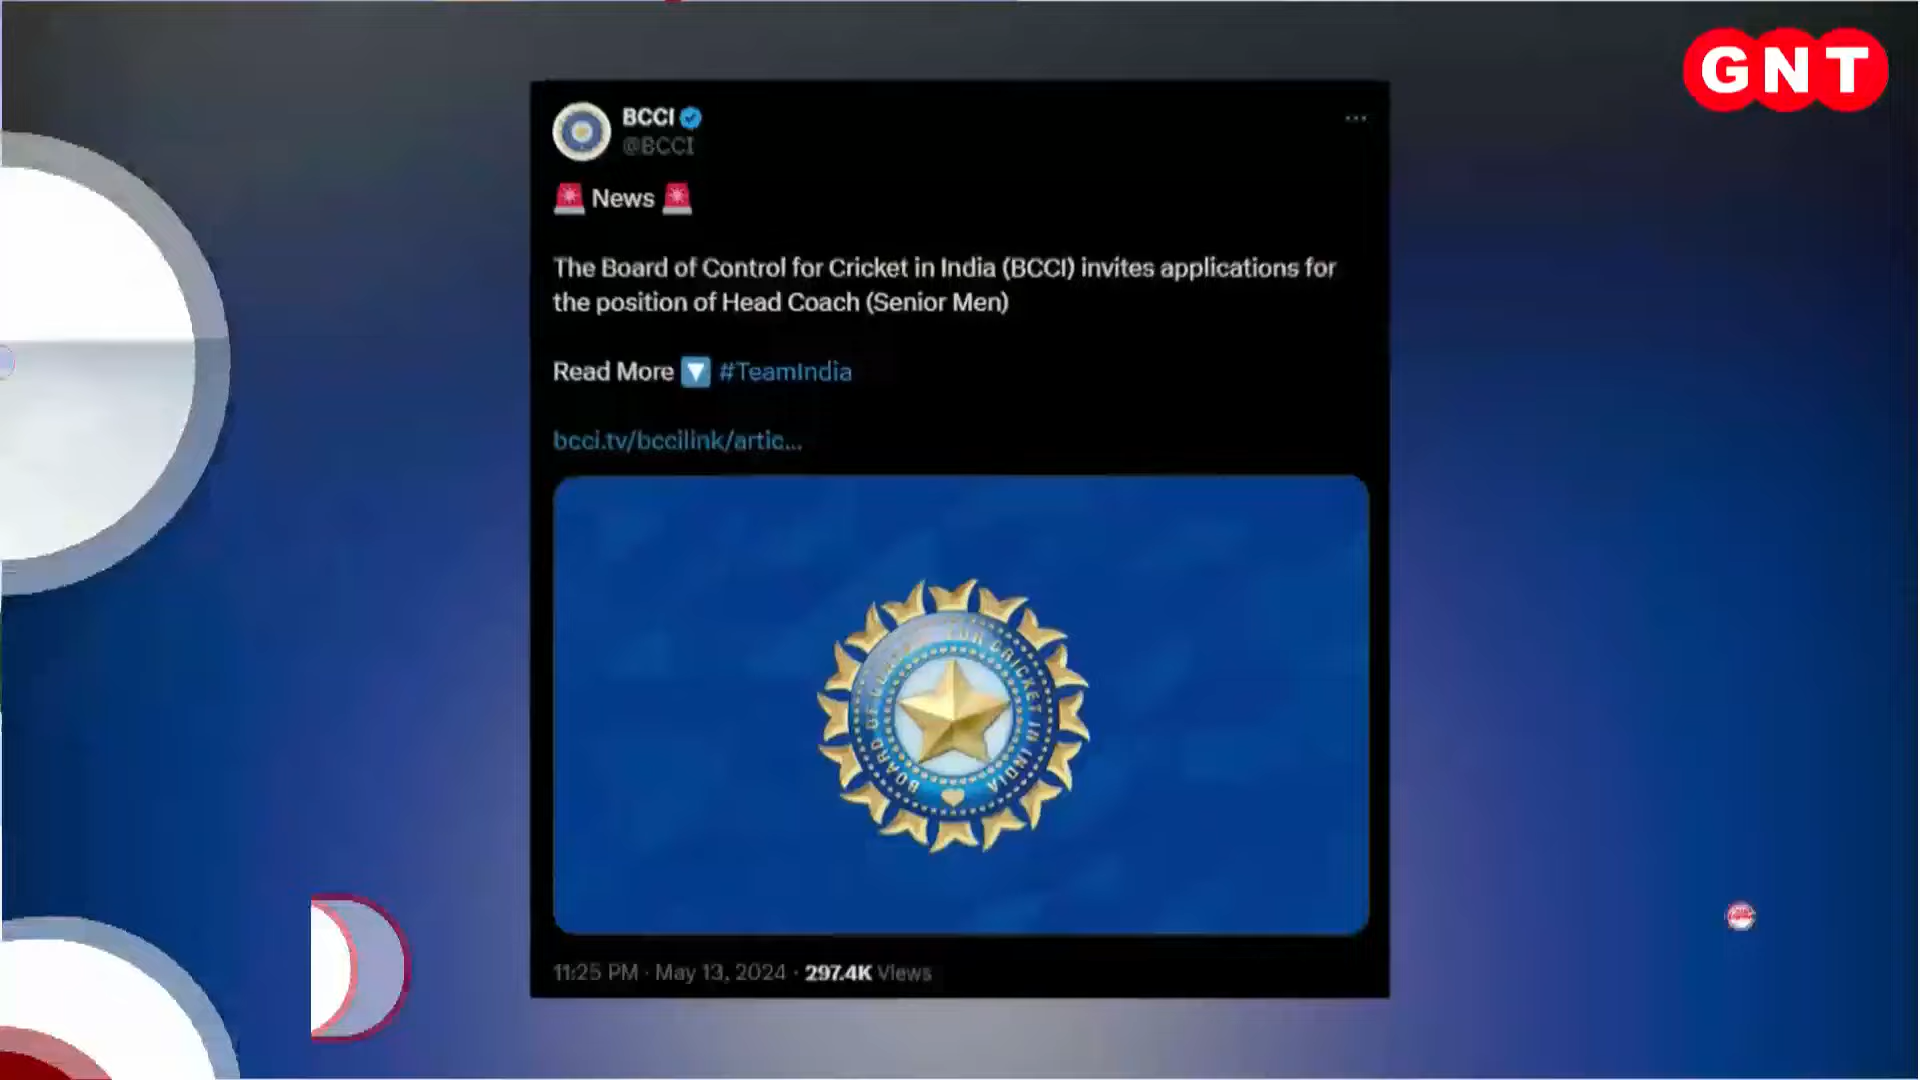 GNT
BCCI
@BCCI
🚨 News 🚨
The Board of Control for Cricket in India (BCCI) invites applications for
the position of Head Coach (Senior Men)
Read More 🔽 #TeamIndia
bcci.tv/bccilink/artic...
BOARD OF CONTROL FOR CRICKET IN INDIA
11:25 PM · May 13, 2024 · 297.4K Views